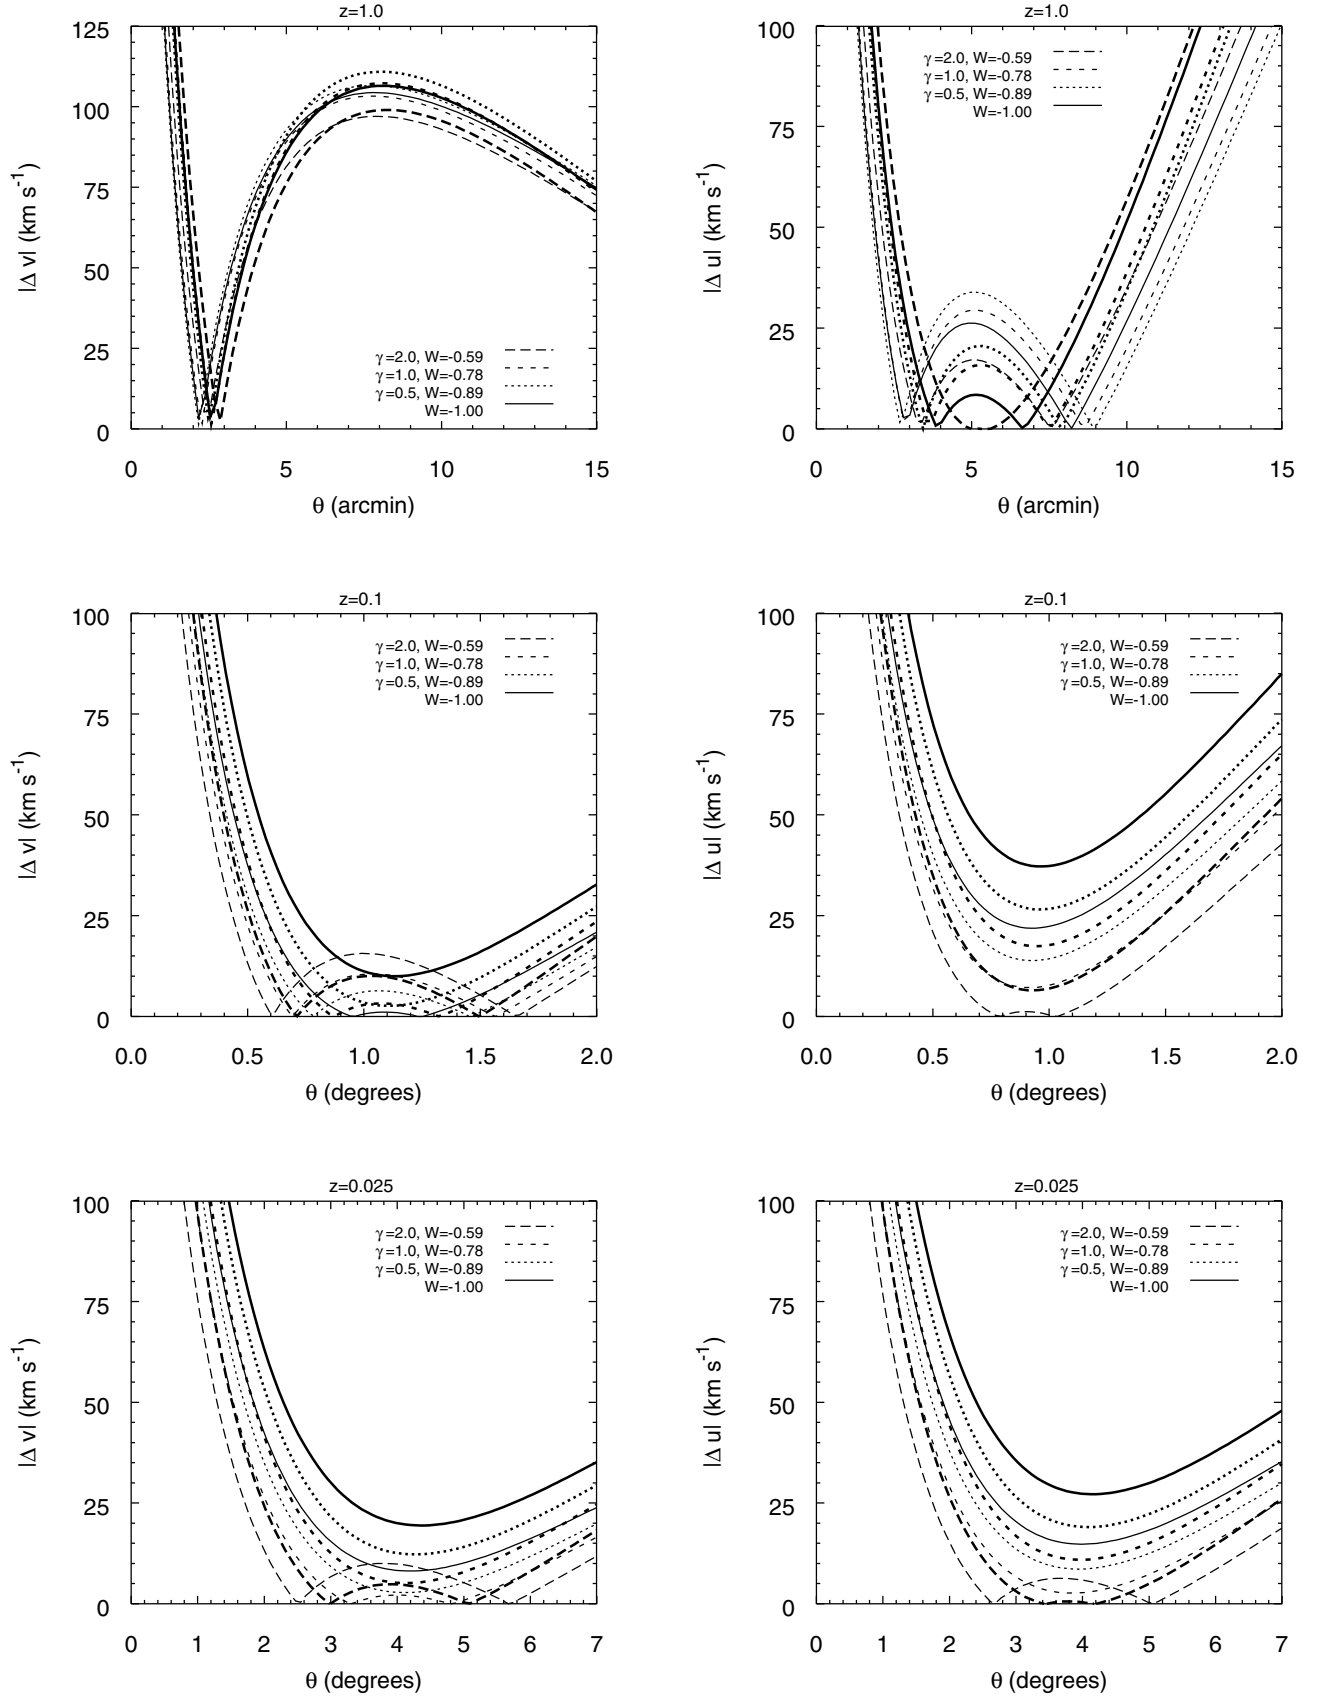 z=1.0
125
100
75
50
25
0
|Δ v| (km s⁻¹)
γ=2.0, W=-0.59
γ=1.0, W=-0.78
γ=0.5, W=-0.89
W=-1.00
0 5 10 15
θ (arcmin)
z=1.0
100
75
50
25
0
|Δ u| (km s⁻¹)
γ=2.0, W=-0.59
γ=1.0, W=-0.78
γ=0.5, W=-0.89
W=-1.00
0 5 10 15
θ (arcmin)
z=0.1
100
75
50
25
0
|Δ v| (km s⁻¹)
γ=2.0, W=-0.59
γ=1.0, W=-0.78
γ=0.5, W=-0.89
W=-1.00
0.0 0.5 1.0 1.5 2.0
θ (degrees)
z=0.1
100
75
50
25
0
|Δ u| (km s⁻¹)
γ=2.0, W=-0.59
γ=1.0, W=-0.78
γ=0.5, W=-0.89
W=-1.00
0.0 0.5 1.0 1.5 2.0
θ (degrees)
z=0.025
100
75
50
25
0
|Δ v| (km s⁻¹)
γ=2.0, W=-0.59
γ=1.0, W=-0.78
γ=0.5, W=-0.89
W=-1.00
0 1 2 3 4 5 6 7
θ (degrees)
z=0.025
100
75
50
25
0
|Δ u| (km s⁻¹)
γ=2.0, W=-0.59
γ=1.0, W=-0.78
γ=0.5, W=-0.89
W=-1.00
0 1 2 3 4 5 6 7
θ (degrees)